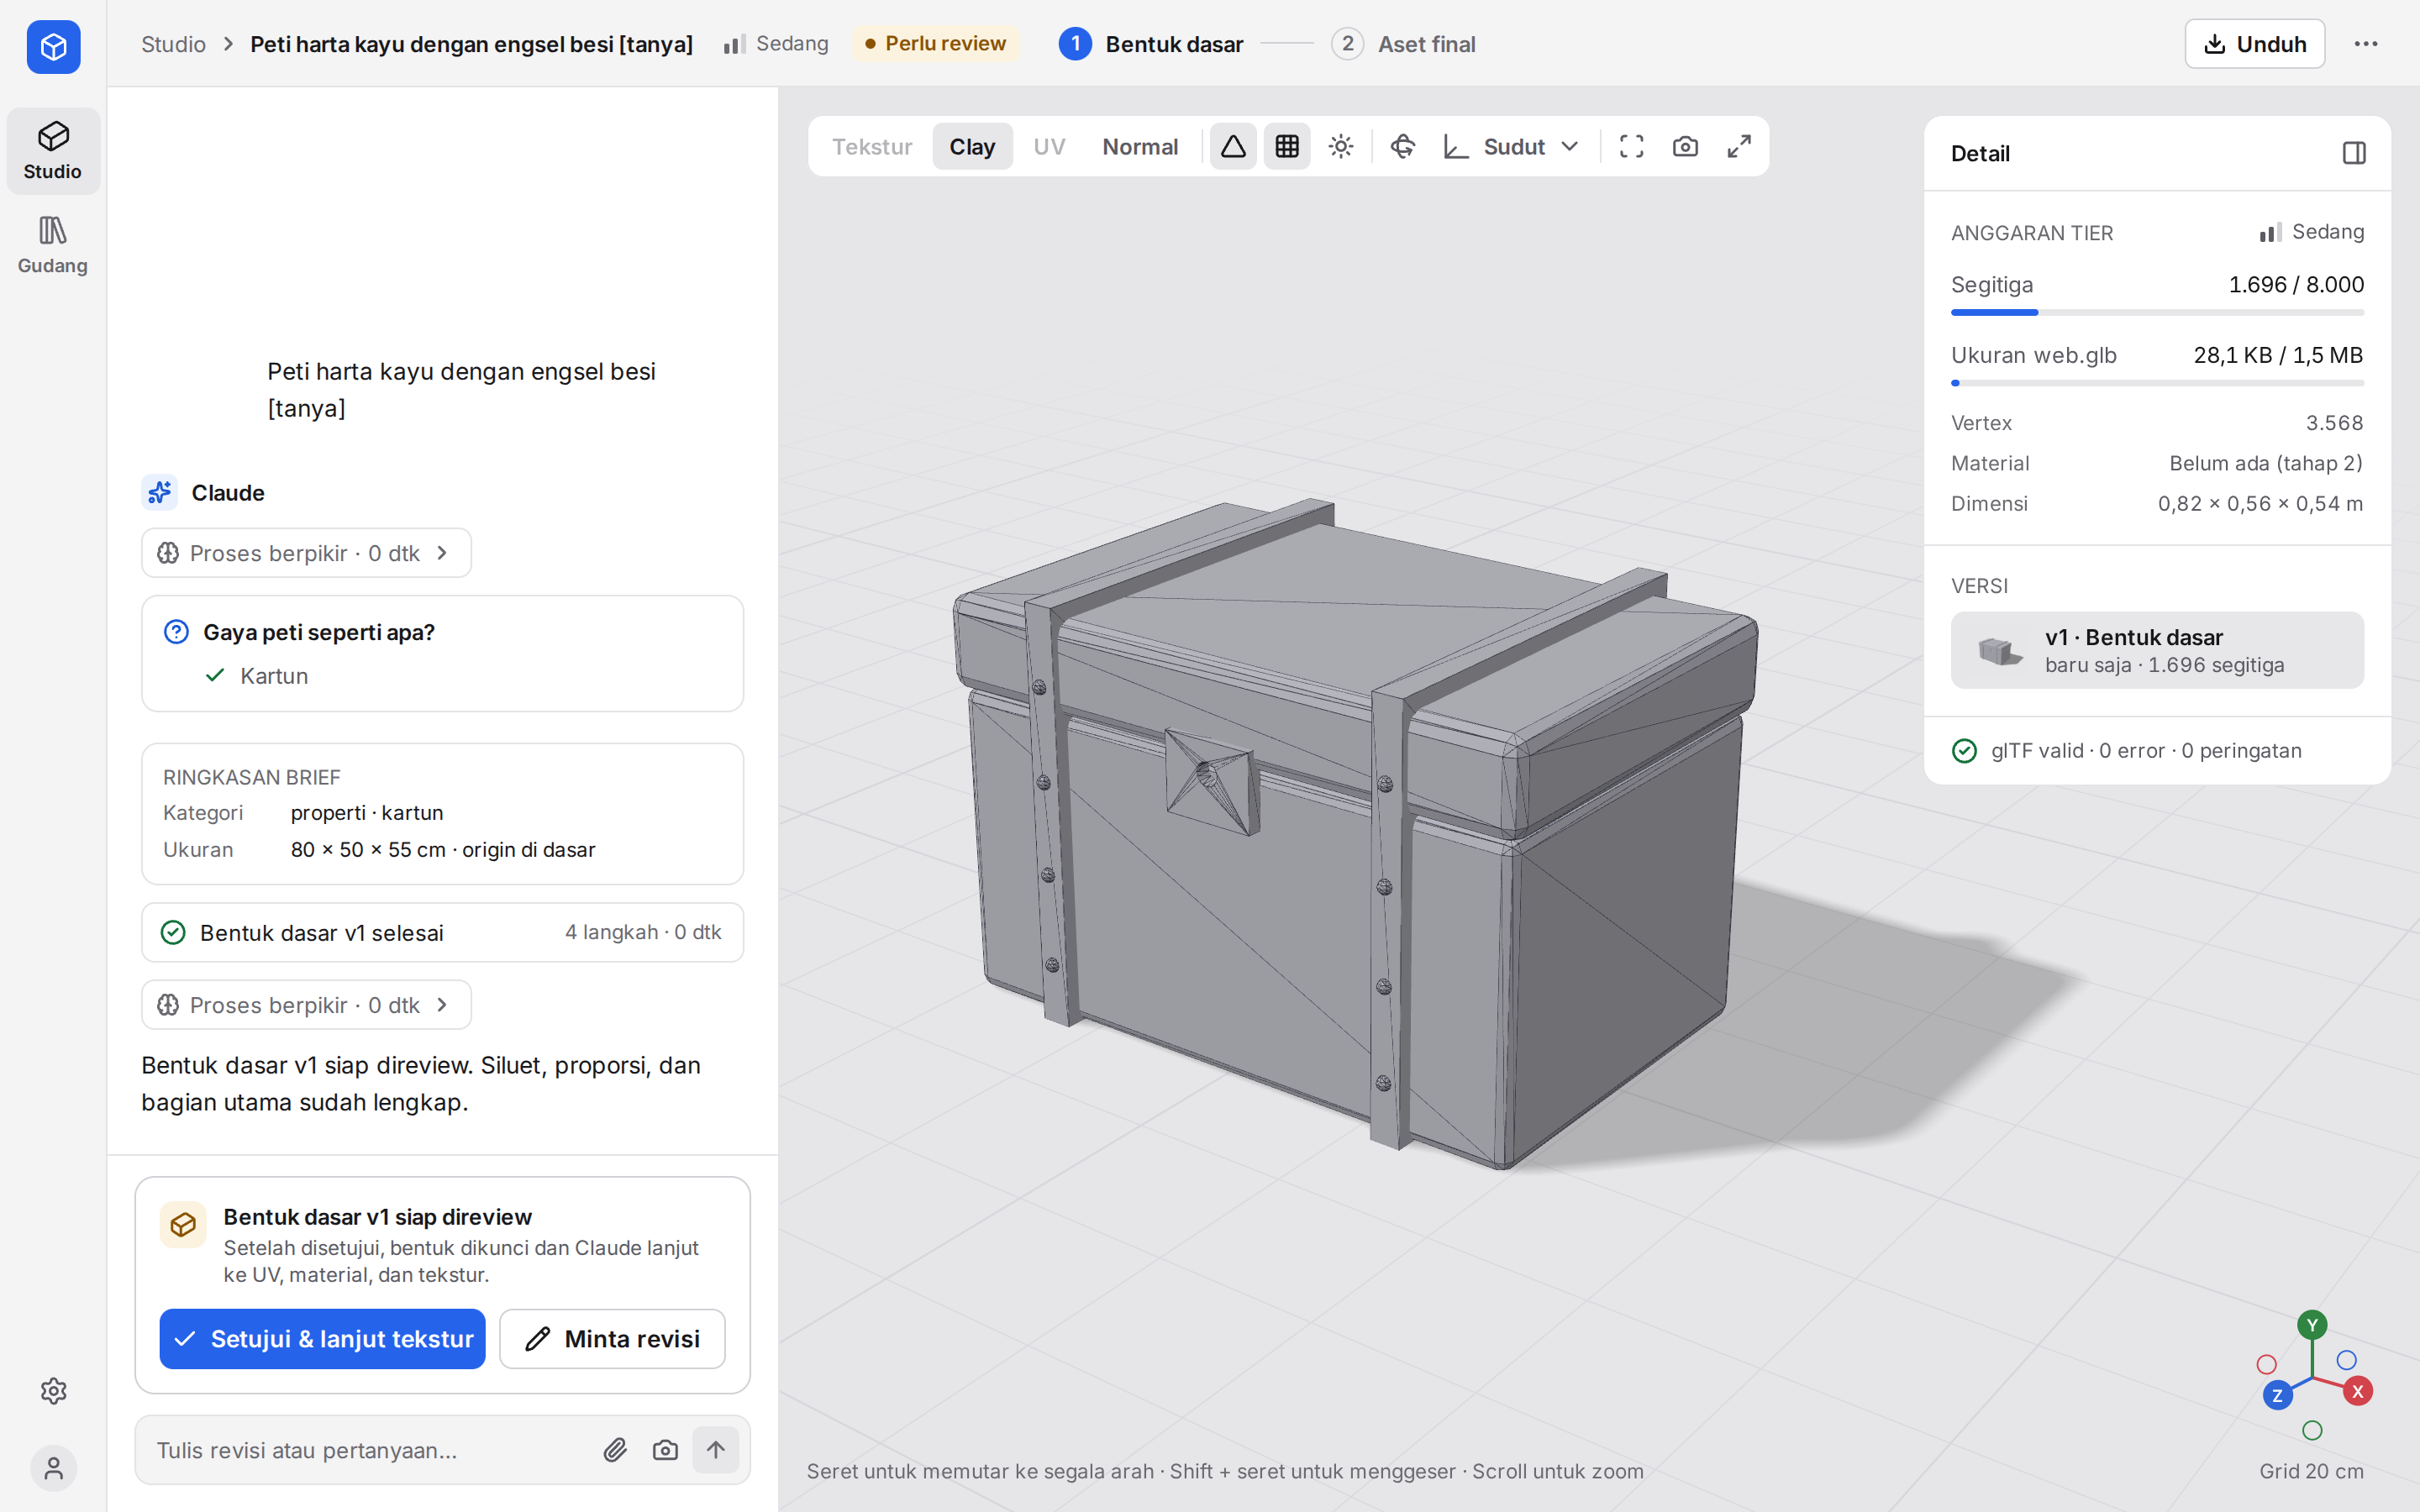 Studio
Peti harta kayu dengan engsel besi [tanya]
Sedang
Perlu review
1 Bentuk dasar
2 Aset final
Unduh
Studio
Gudang
Peti harta kayu dengan engsel besi
[tanya]
Claude
Proses berpikir · 0 dtk
Gaya peti seperti apa?
Kartun
RINGKASAN BRIEF
Kategori properti · kartun
Ukuran 80 × 50 × 55 cm · origin di dasar
Bentuk dasar v1 selesai 4 langkah · 0 dtk
Proses berpikir · 0 dtk
Bentuk dasar v1 siap direview. Siluet, proporsi, dan
bagian utama sudah lengkap.
Bentuk dasar v1 siap direview
Setelah disetujui, bentuk dikunci dan Claude lanjut
ke UV, material, dan tekstur.
Setujui & lanjut tekstur
Minta revisi
Tulis revisi atau pertanyaan...
Tekstur Clay UV Normal Sudut
Detail
ANGGARAN TIER Sedang
Segitiga 1.696 / 8.000
Ukuran web.glb 28,1 KB / 1,5 MB
Vertex 3.568
Material Belum ada (tahap 2)
Dimensi 0,82 × 0,56 × 0,54 m
VERSI
v1 · Bentuk dasar
baru saja · 1.696 segitiga
glTF valid · 0 error · 0 peringatan
Y
Z
X
Seret untuk memutar ke segala arah · Shift + seret untuk menggeser · Scroll untuk zoom
Grid 20 cm